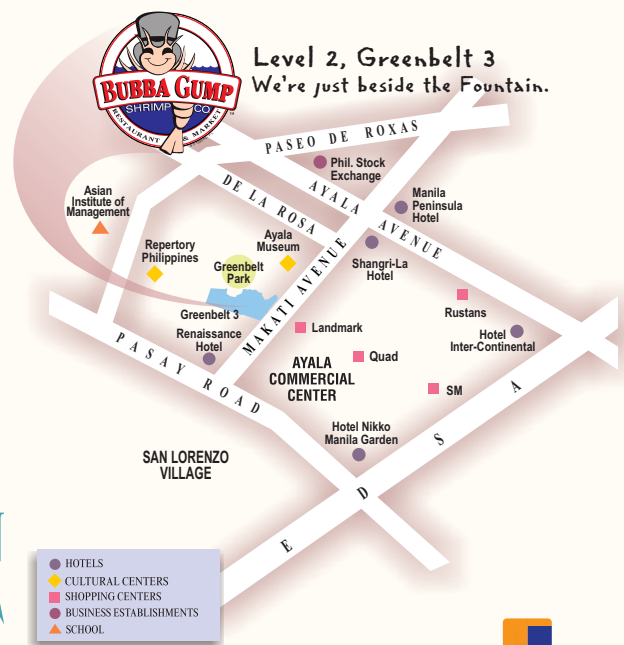 BUBBA GUMP
SHRIMP CO.
RESTAURANT & MARKET
TM
Level 2, Greenbelt 3
We're just beside the Fountain.
PASEO DE ROXAS
Phil. Stock
Exchange
DE LA ROSA
AYALA AVENUE
Asian
Institute of
Management
Manila
Peninsula
Hotel
Repertory
Philippines
Ayala
Museum
Greenbelt
Park
MAKATI AVENUE
Shangri-La
Hotel
Greenbelt 3
Rustans
Renaissance
Hotel
Landmark
Hotel
Inter-Continental
PASAY ROAD
Quad
AYALA
COMMERCIAL
CENTER
SM
Hotel Nikko
Manila Garden
SAN LORENZO
VILLAGE
EDSA
HOTELS
CULTURAL CENTERS
SHOPPING CENTERS
BUSINESS ESTABLISHMENTS
SCHOOL